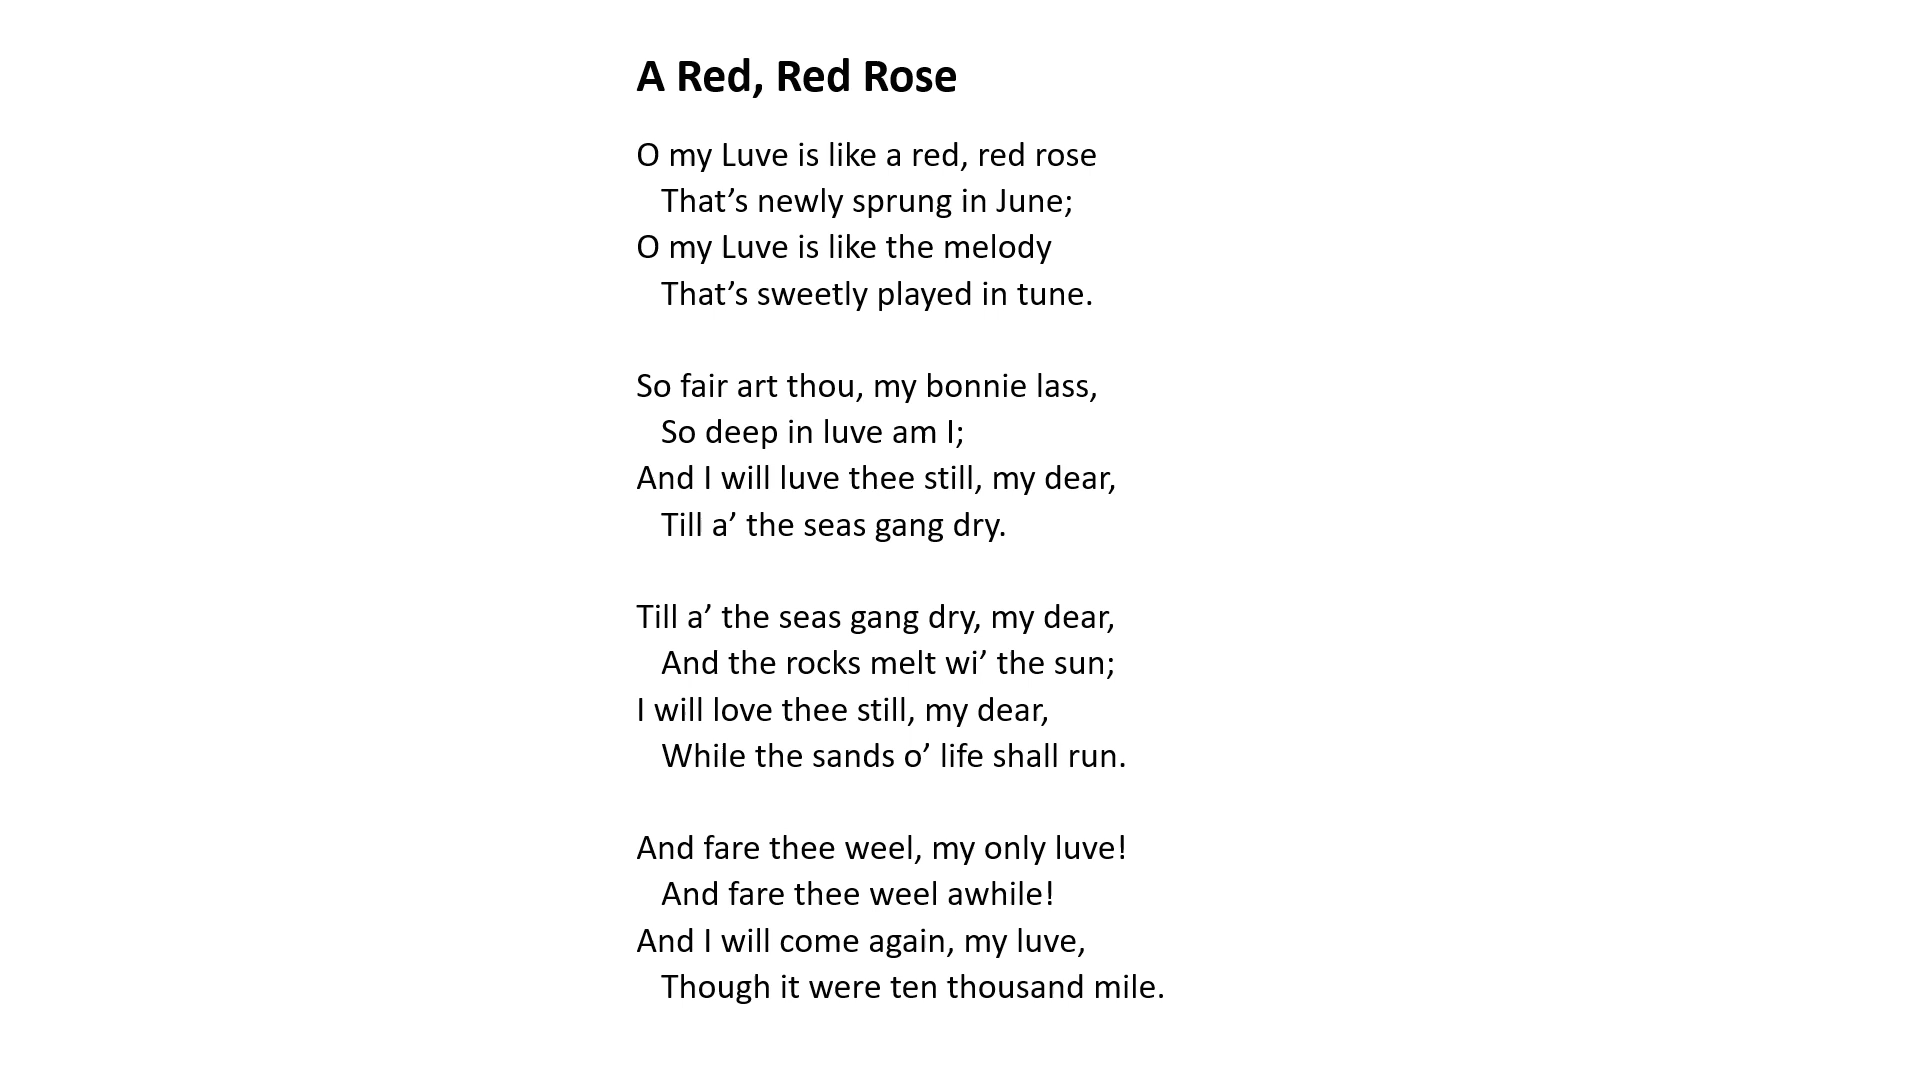 A Red, Red Rose
O my Luve is like a red, red rose
That’s newly sprung in June;
O my Luve is like the melody
That’s sweetly played in tune.
So fair art thou, my bonnie lass,
So deep in luve am I;
And I will luve thee still, my dear,
Till a’ the seas gang dry.
Till a’ the seas gang dry, my dear,
And the rocks melt wi’ the sun;
I will love thee still, my dear,
While the sands o’ life shall run.
And fare thee weel, my only luve!
And fare thee weel awhile!
And I will come again, my luve,
Though it were ten thousand mile.